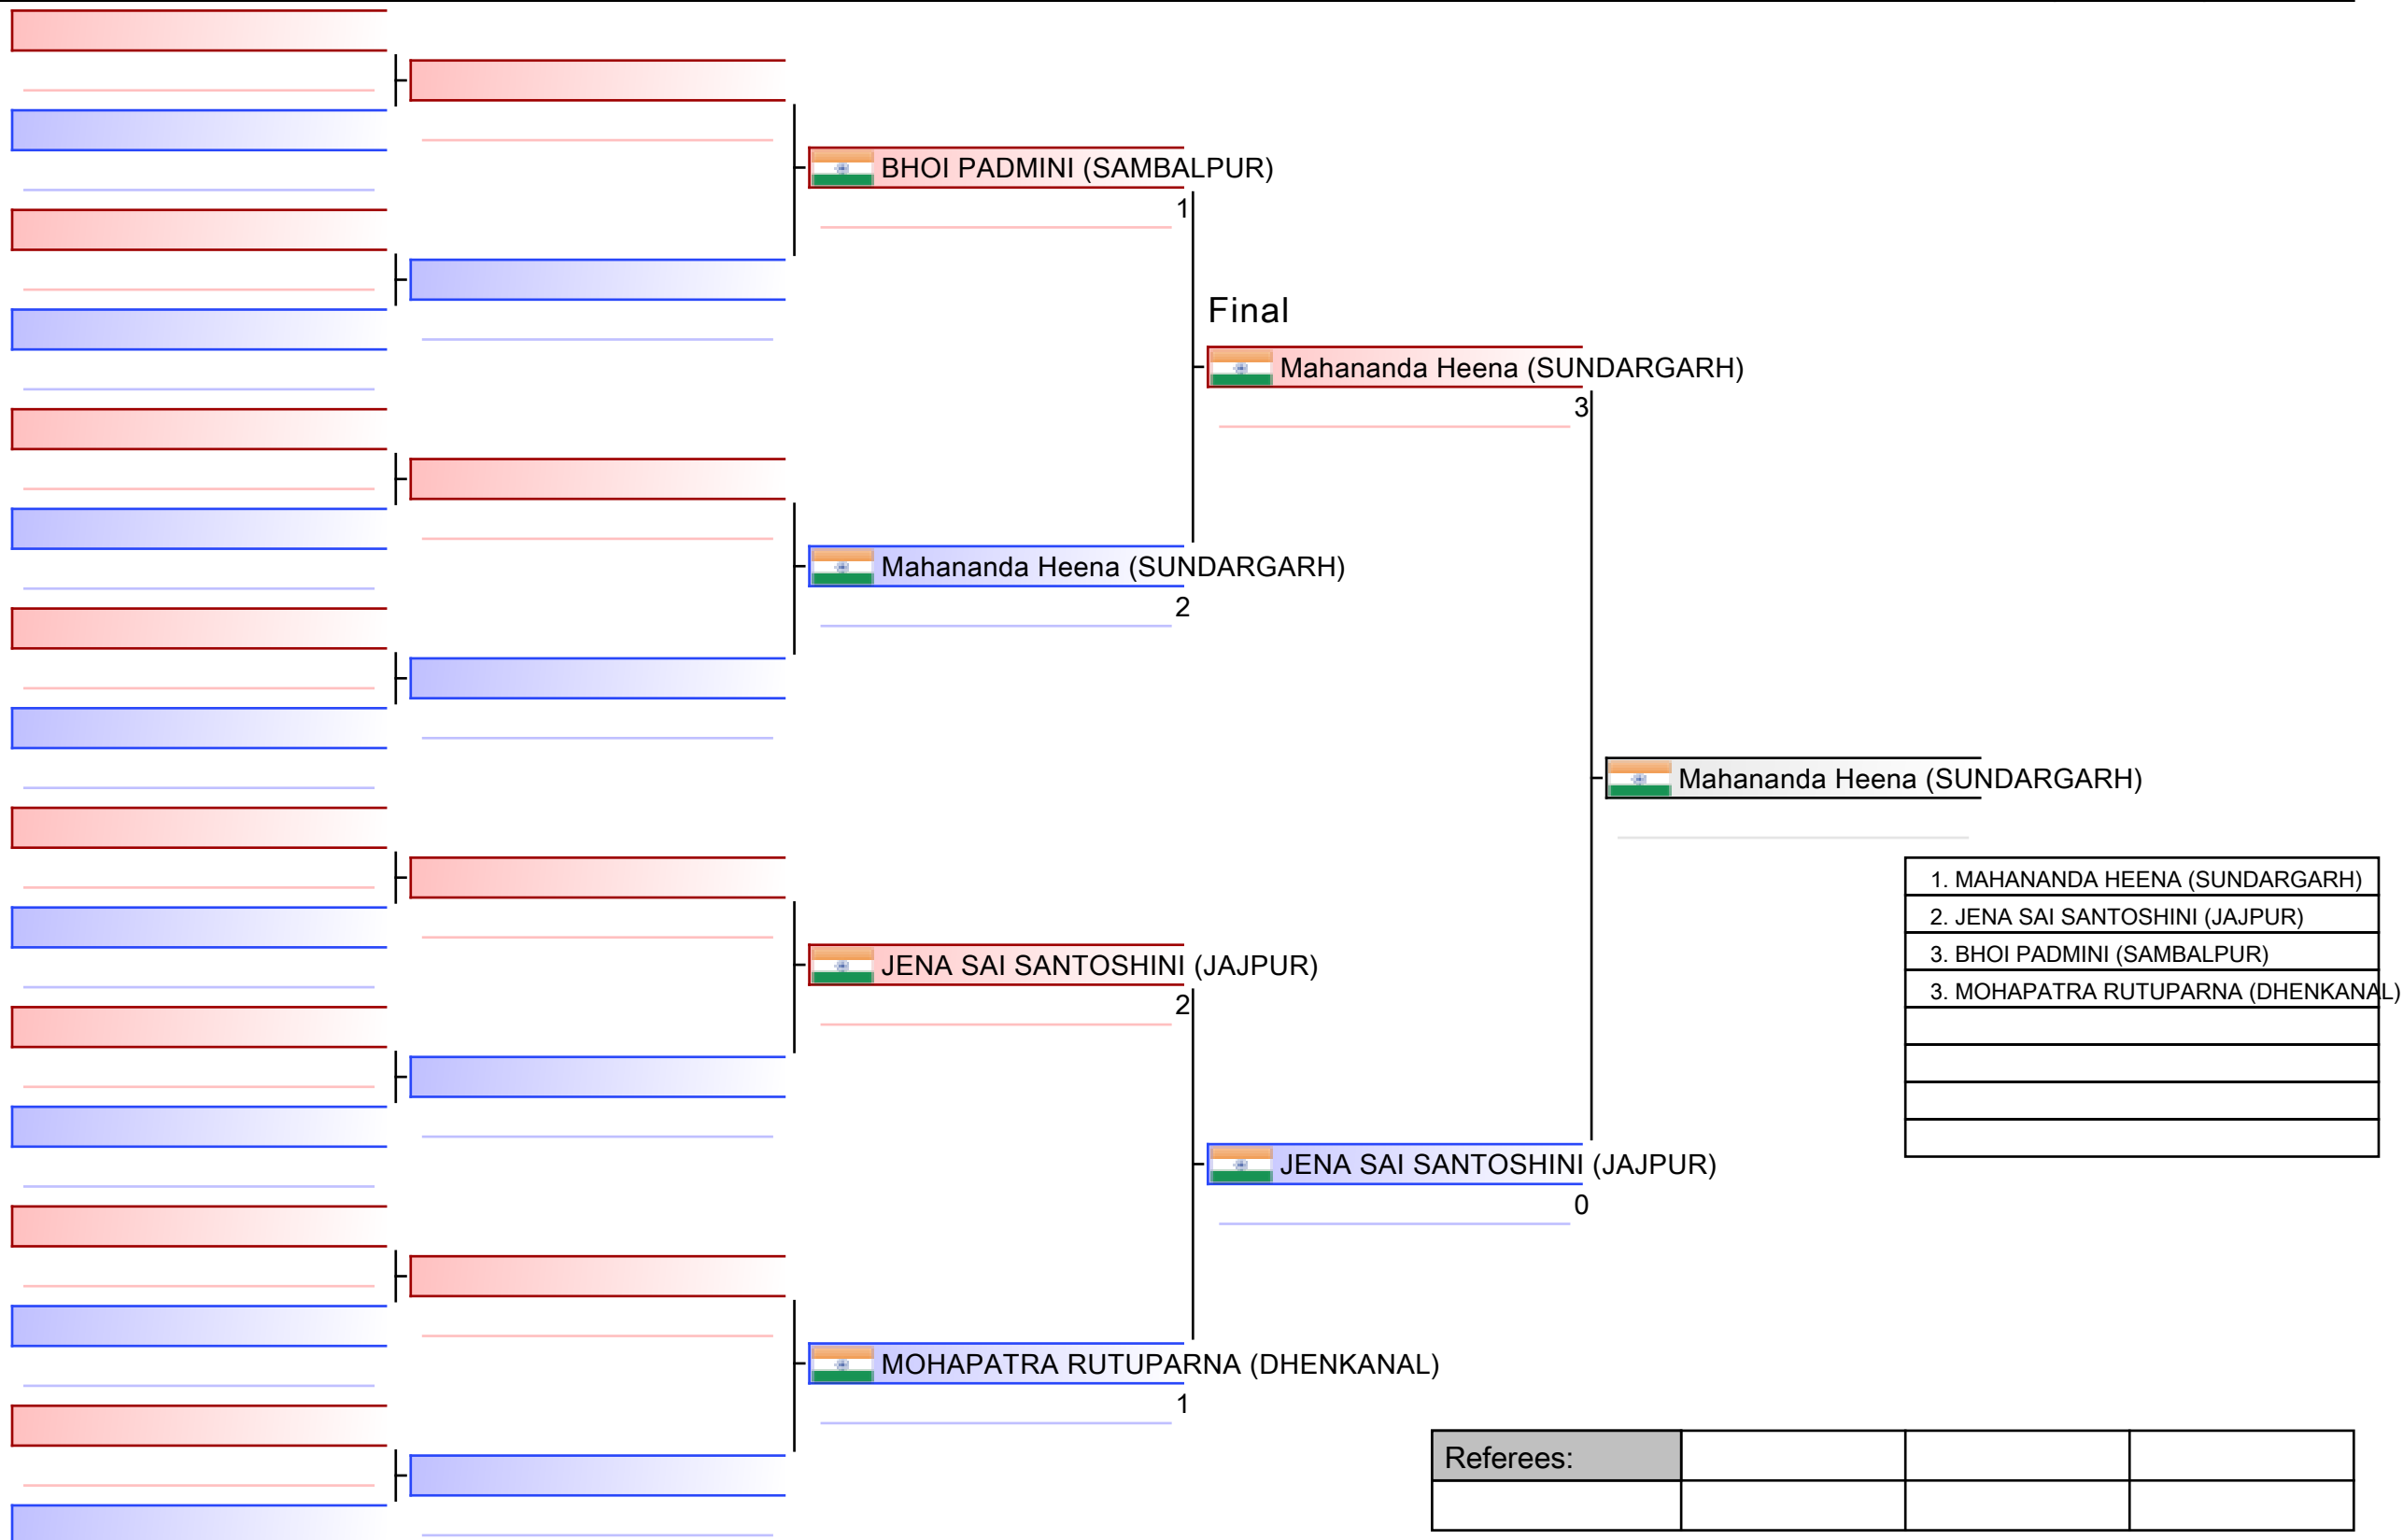 BHOI PADMINI (SAMBALPUR)
1
Final
Mahananda Heena (SUNDARGARH)
3
Mahananda Heena (SUNDARGARH)
2
Mahananda Heena (SUNDARGARH)
1. MAHANANDA HEENA (SUNDARGARH)
2. JENA SAI SANTOSHINI (JAJPUR)
3. BHOI PADMINI (SAMBALPUR)
3. MOHAPATRA RUTUPARNA (DHENKANAL)
JENA SAI SANTOSHINI (JAJPUR)
2
JENA SAI SANTOSHINI (JAJPUR)
0
MOHAPATRA RUTUPARNA (DHENKANAL)
1
Referees: